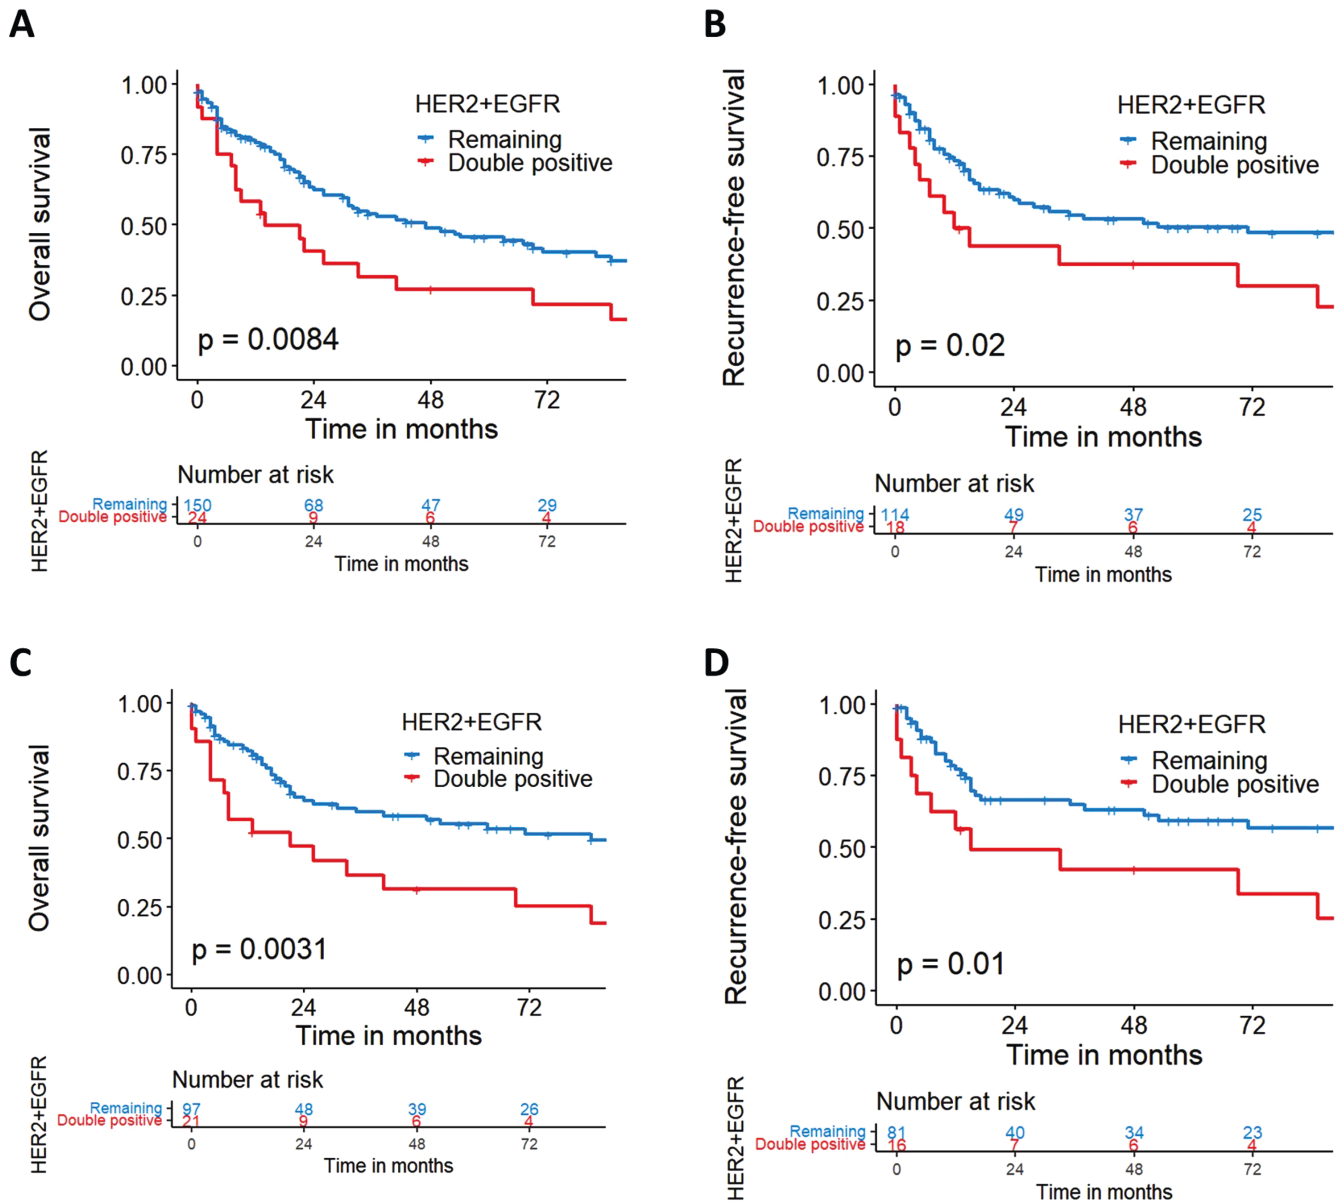 A
Overall survival
1.00
0.75
0.50
0.25
0.00
HER2+EGFR
Remaining
Double positive
p = 0.0084
0 24 48 72
Time in months
HER2+EGFR
Number at risk
Remaining 150 68 47 29
Double positive 24 9 6 4
0 24 48 72
Time in months
B
Recurrence-free survival
1.00
0.75
0.50
0.25
0.00
HER2+EGFR
Remaining
Double positive
p = 0.02
0 24 48 72
Time in months
HER2+EGFR
Number at risk
Remaining 114 49 37 25
Double positive 18 7 6 4
0 24 48 72
Time in months
C
Overall survival
1.00
0.75
0.50
0.25
0.00
HER2+EGFR
Remaining
Double positive
p = 0.0031
0 24 48 72
Time in months
HER2+EGFR
Number at risk
Remaining 97 48 39 26
Double positive 21 9 6 4
0 24 48 72
Time in months
D
Recurrence-free survival
1.00
0.75
0.50
0.25
0.00
HER2+EGFR
Remaining
Double positive
p = 0.01
0 24 48 72
Time in months
HER2+EGFR
Number at risk
Remaining 81 40 34 23
Double positive 16 7 6 4
0 24 48 72
Time in months